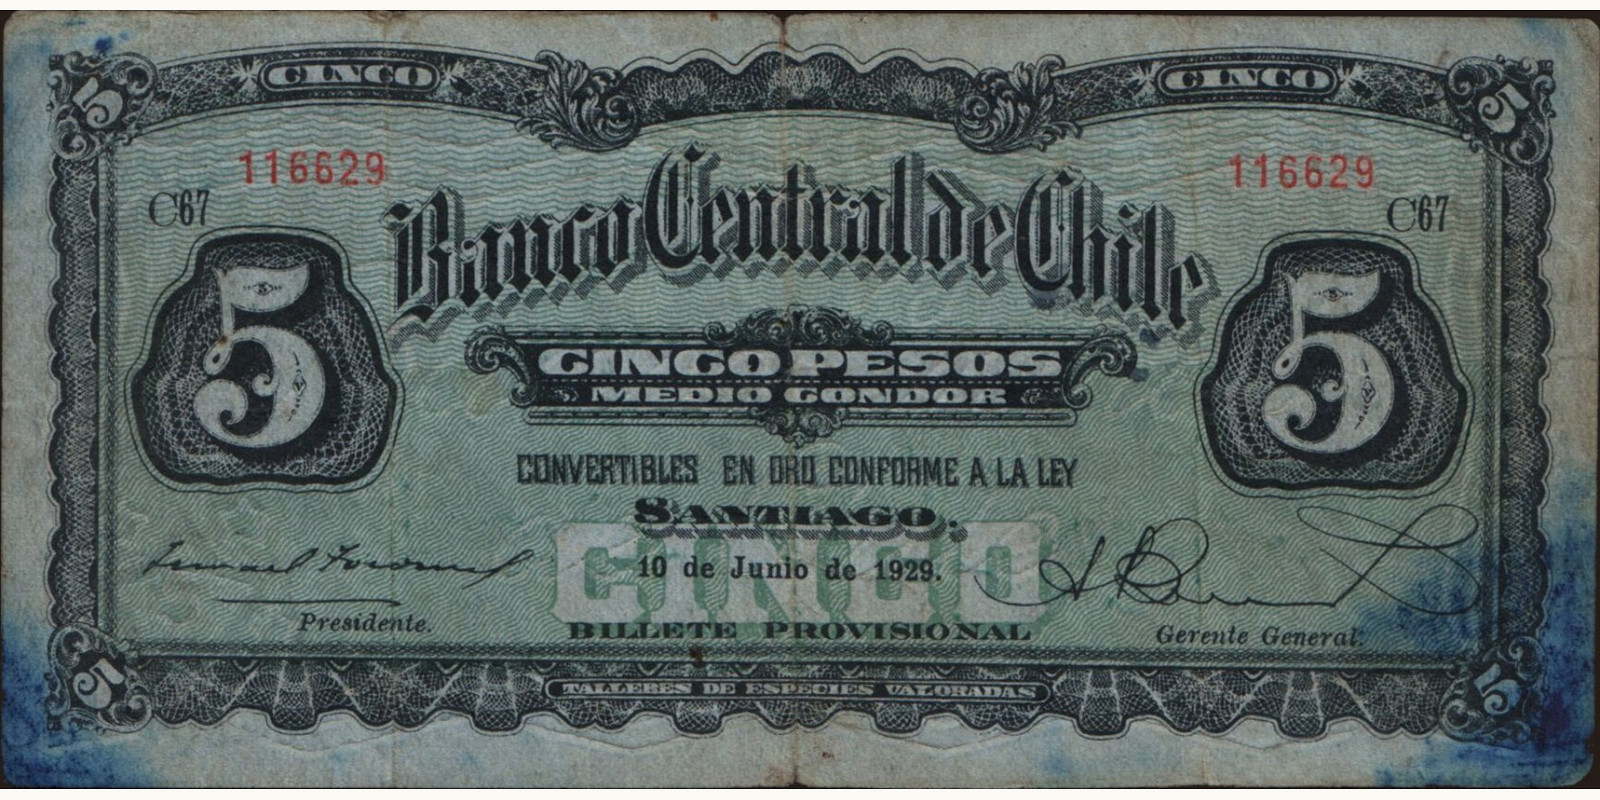 CINCO CINCO
5 5
116629 116629
C67 C67
Banco Central de Chile
5 5
CINCO PESOS
MEDIO CONDOR
CONVERTIBLES EN ORO CONFORME A LA LEY
SANTIAGO.
CINCO
10 de Junio de 1929.
Presidente. Gerente General.
BILLETE PROVISIONAL
5 5
TALLERES DE ESPECIES VALORADAS